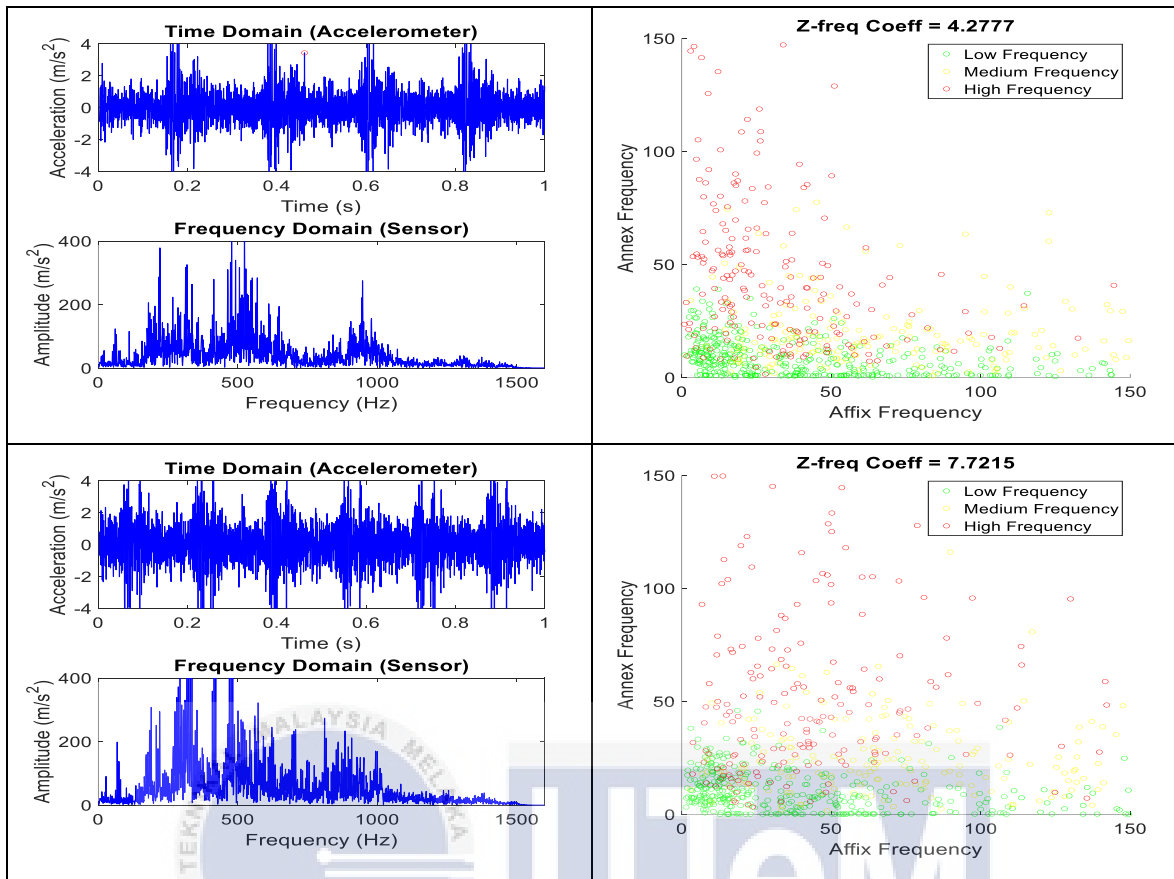 Time Domain (Accelerometer)
Acceleration (m/s²)
4
2
0
-2
-4
0
0.2
0.4
0.6
0.8
1
Time (s)
Frequency Domain (Sensor)
Amplitude (m/s²)
400
200
0
0
500
1000
1500
Frequency (Hz)
Z-freq Coeff = 4.2777
Low Frequency
Medium Frequency
High Frequency
Annex Frequency
150
100
50
0
0
50
100
150
Affix Frequency
Time Domain (Accelerometer)
Acceleration (m/s²)
4
2
0
-2
-4
0
0.2
0.4
0.6
0.8
1
Time (s)
Frequency Domain (Sensor)
Amplitude (m/s²)
400
200
0
0
500
1000
1500
Frequency (Hz)
Z-freq Coeff = 7.7215
Low Frequency
Medium Frequency
High Frequency
Annex Frequency
150
100
50
0
0
50
100
150
Affix Frequency
MALAYSIA MELAKA